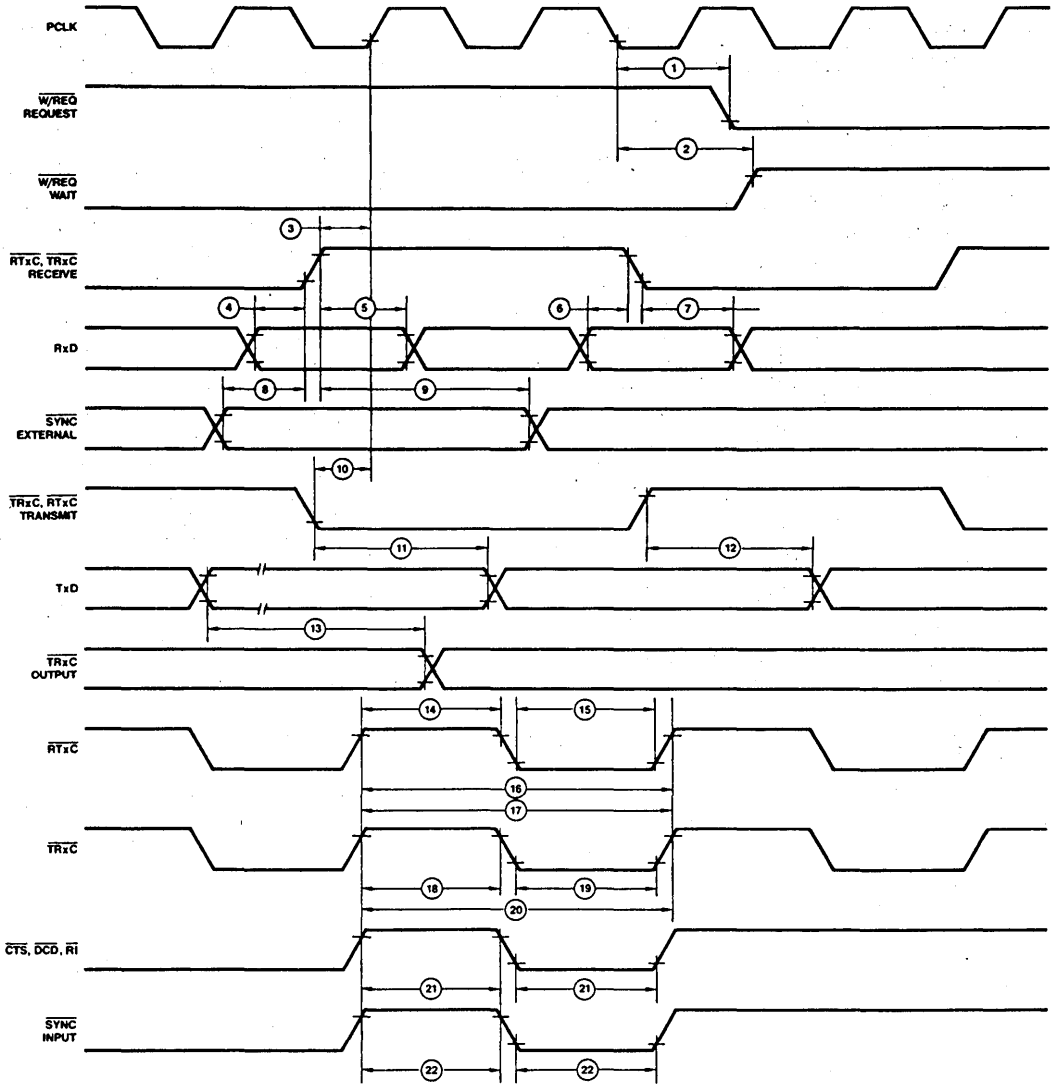 PCLK
1
W/REQ
REQUEST
2
W/REQ
WAIT
3
RTxC, TRxC
RECEIVE
4
5
6
7
RxD
8
9
SYNC
EXTERNAL
10
TRxC, RTxC
TRANSMIT
11
12
TxD
13
TRxC
OUTPUT
14
15
RTxC
16
17
TRxC
18
19
20
CTS, DCD, RI
21
21
SYNC
INPUT
22
22